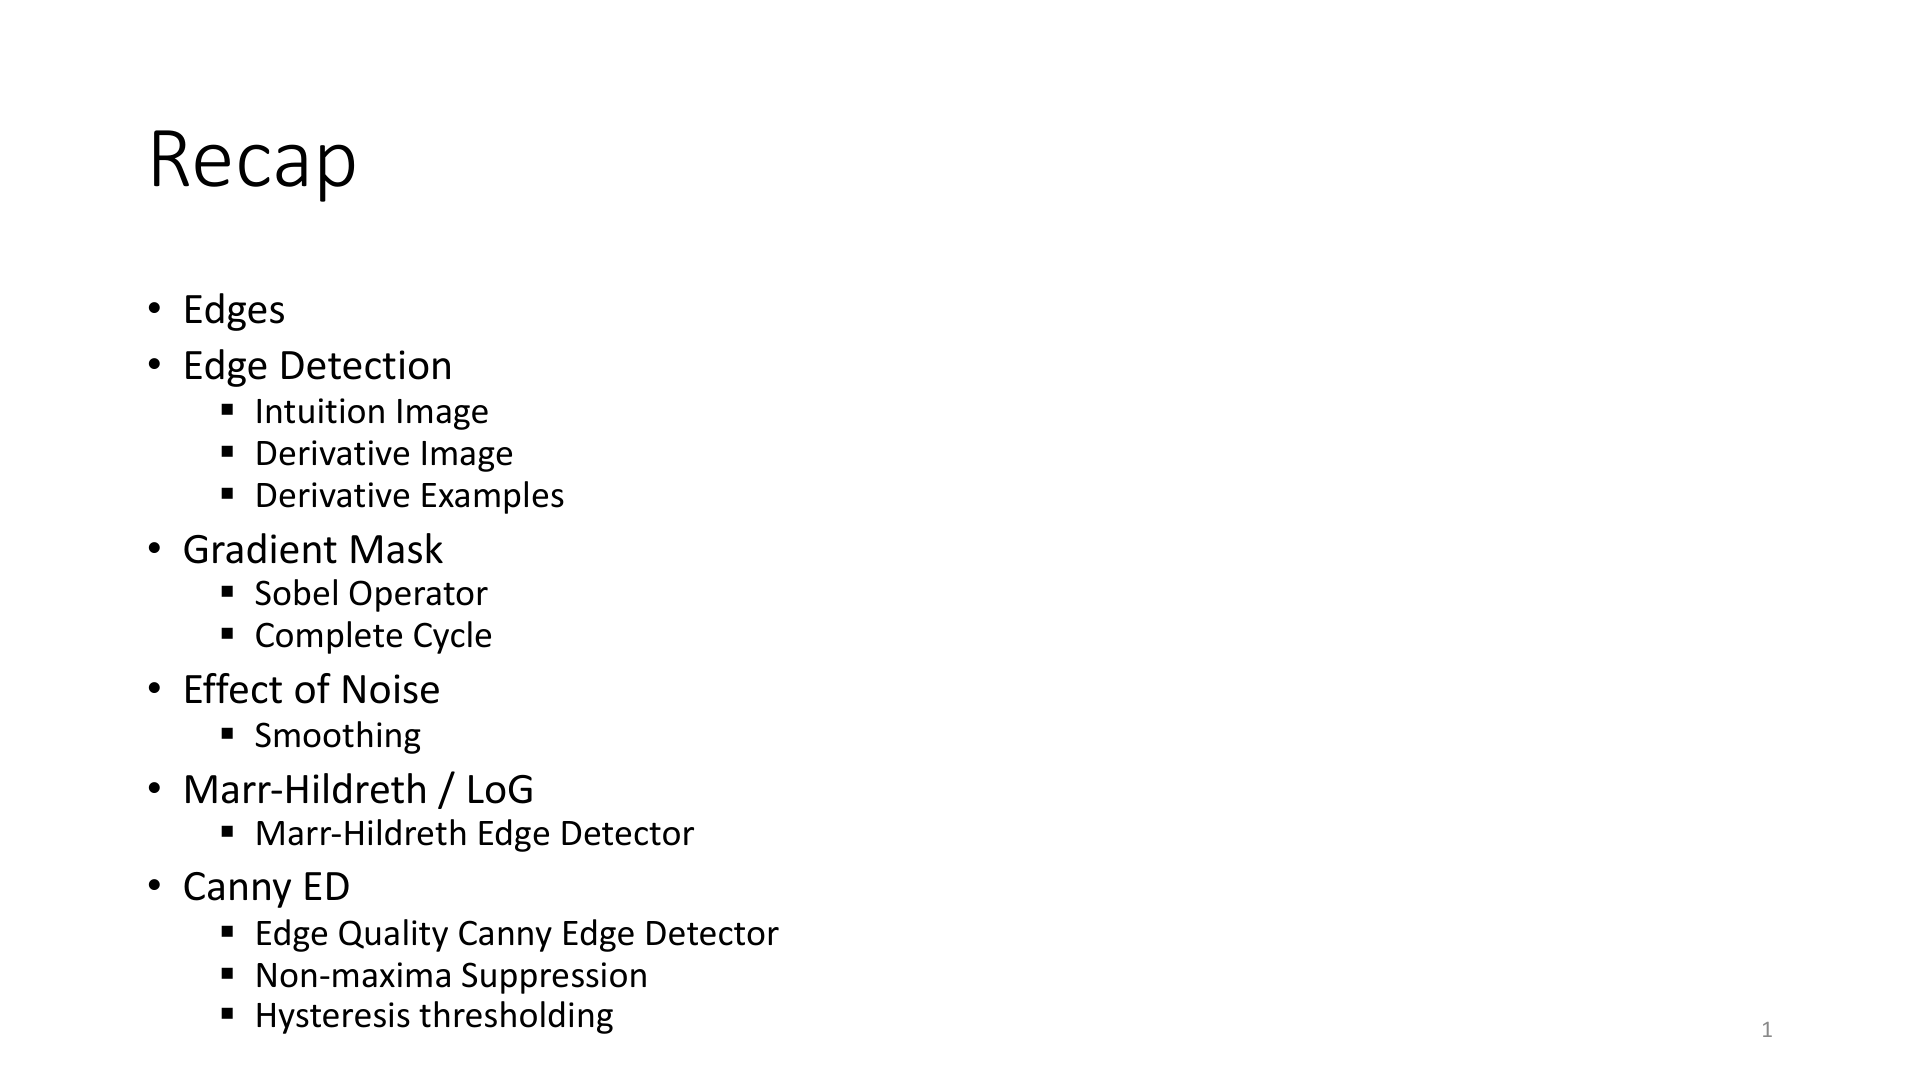 Recap
• Edges
• Edge Detection
▪ Intuition Image
▪ Derivative Image
▪ Derivative Examples
• Gradient Mask
▪ Sobel Operator
▪ Complete Cycle
• Effect of Noise
▪ Smoothing
• Marr-Hildreth / LoG
▪ Marr-Hildreth Edge Detector
• Canny ED
▪ Edge Quality Canny Edge Detector
▪ Non-maxima Suppression
▪ Hysteresis thresholding
1